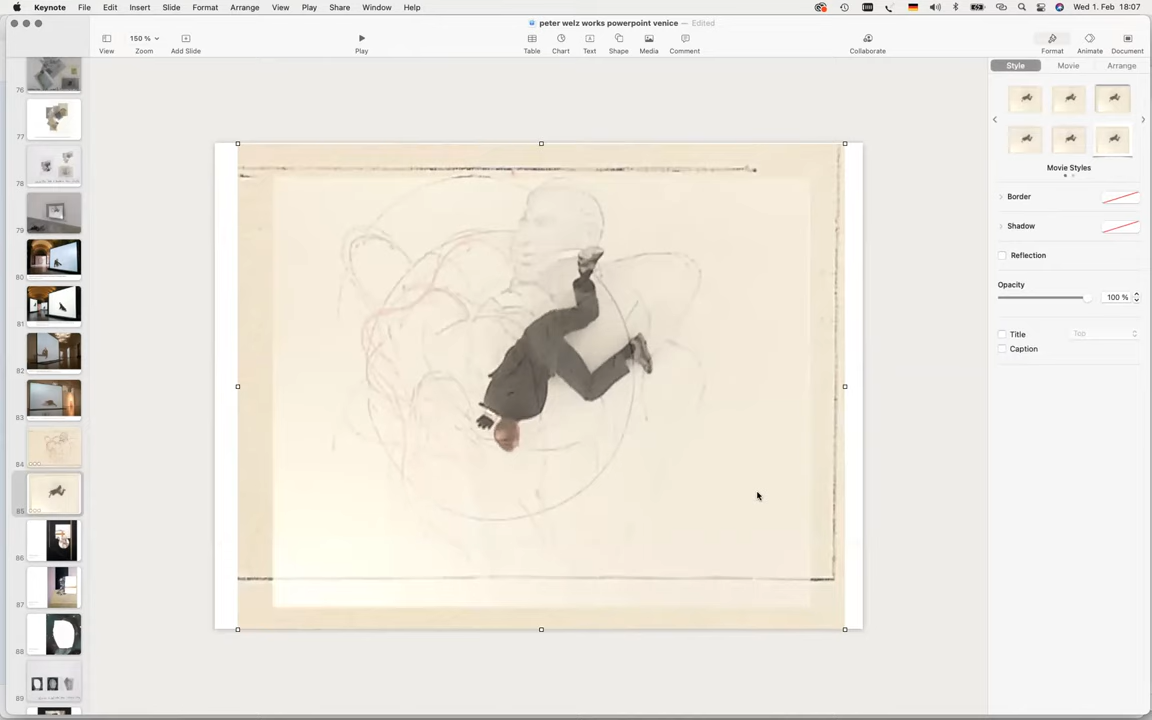 Keynote File Edit Insert Slide Format Arrange View Play Share Window Help Wed 1. Feb 18:07
peter welz works powerpoint venice — Edited
150 %
View Zoom Add Slide Play Table Chart Text Shape Media Comment Collaborate Format Animate Document
Style Movie Arrange
Movie Styles
Border
Shadow
Reflection
Opacity
100 %
Title Top
Caption
76
77
78
79
80
81
82
83
84
85
86
87
88
89